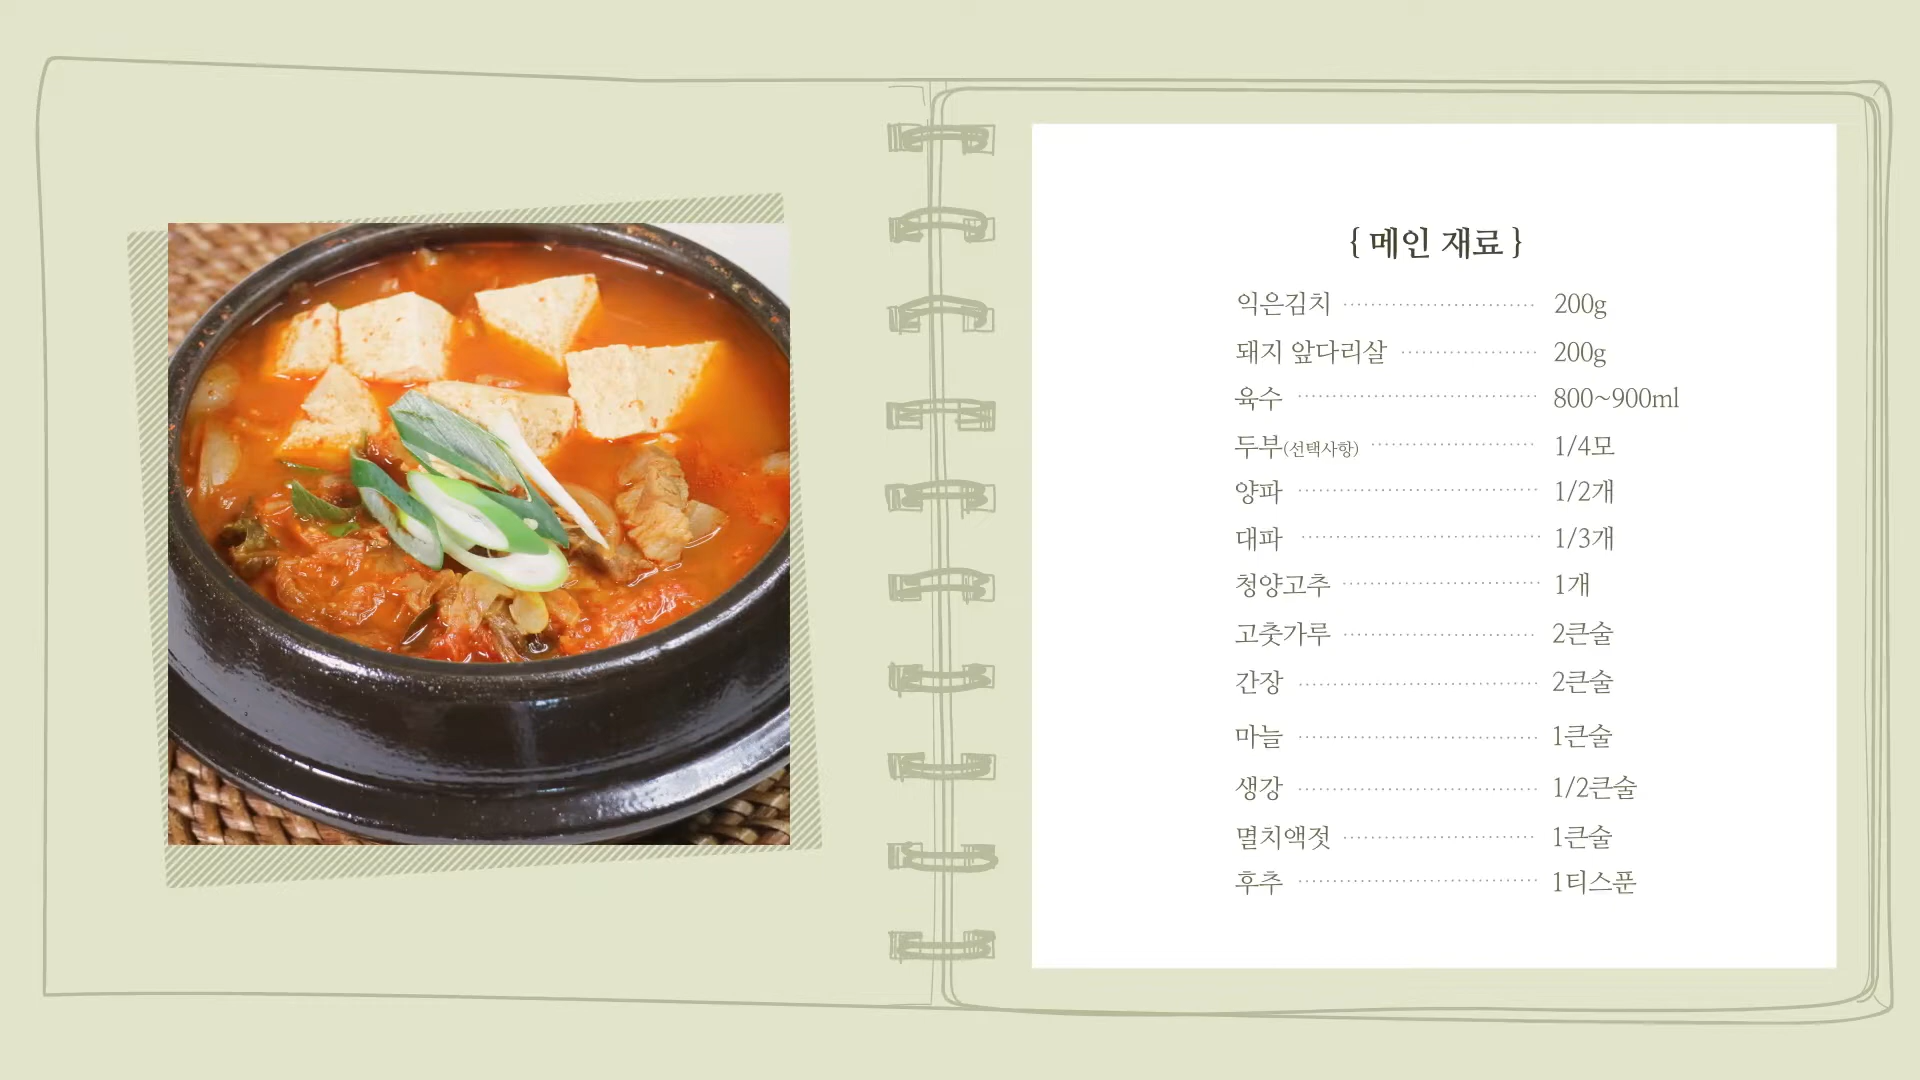 { 메인 재료 }
익은김치  200g
돼지 앞다리살 200g
육수 800~900ml
두부(선택사항) 1/4모
양파 1/2개
대파 1/3개
청양고추 1개
고춧가루 2큰술
간장 2큰술
마늘 1큰술
생강 1/2큰술
멸치액젓 1큰술
후추 1티스푼